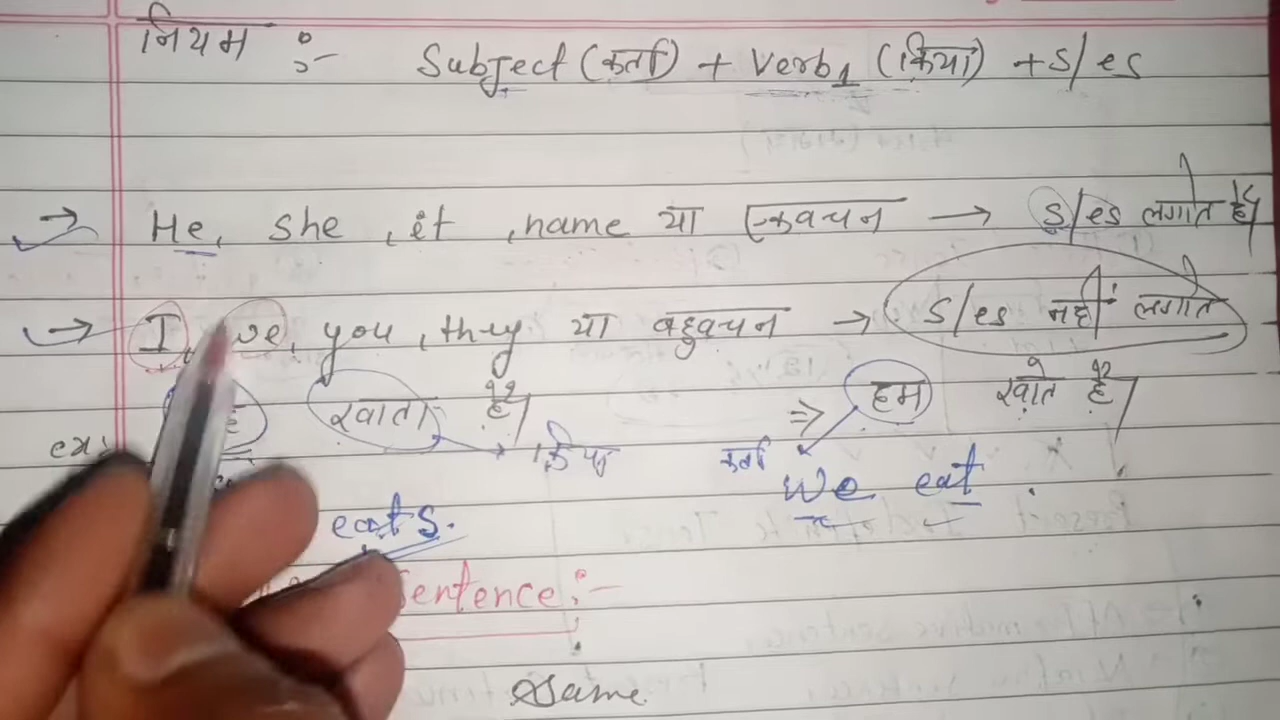 नियम :- Subject (कर्ता) + Verb1 (क्रिया) + s/es
→ He, she, it, name या एकवचन → s/es लगाते है
→ I, we, you, they या बहुवचन → s/es नहीं लगाते
ex: खाता है। ⇒ हम खाते है।
क्रिया कर्ता
eats. We eat.
Sentence :-
Same